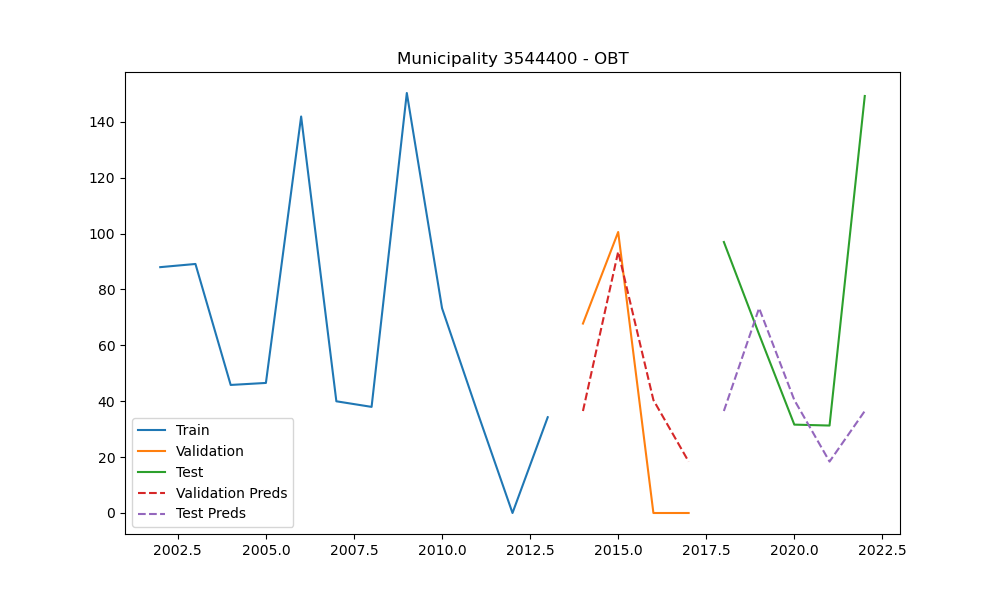 Municipality 3544400 - OBT
140
120
100
80
60
40
20
0
Train
Validation
Test
Validation Preds
Test Preds
2002.5 2005.0 2007.5 2010.0 2012.5 2015.0 2017.5 2020.0 2022.5